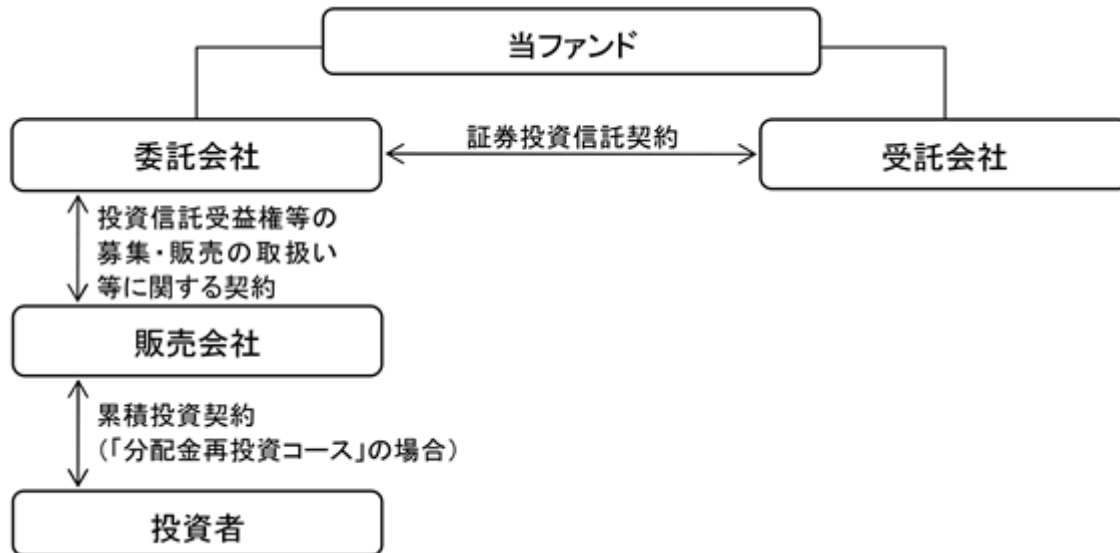 当ファンド
委託会社
証券投資信託契約
受託会社
投資信託受益権等の
募集・販売の取扱い
等に関する契約
販売会社
累積投資契約
(「分配金再投資コース」の場合)
投資者